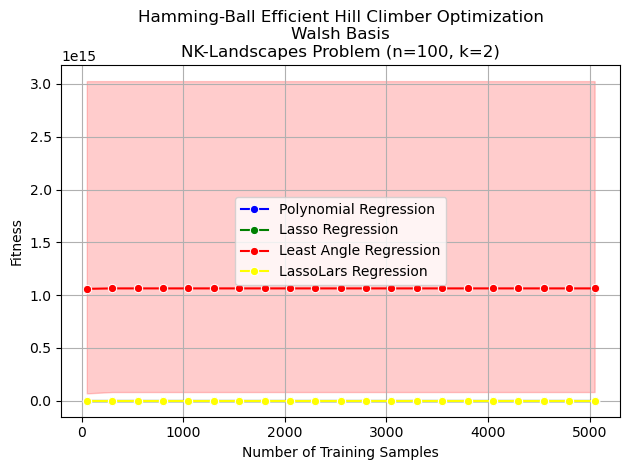 Hamming-Ball Efficient Hill Climber Optimization
Walsh Basis
NK-Landscapes Problem (n=100, k=2)
1e15
3.0
2.5
2.0
1.5
1.0
0.5
0.0
Fitness
Polynomial Regression
Lasso Regression
Least Angle Regression
LassoLars Regression
0
1000
2000
3000
4000
5000
Number of Training Samples